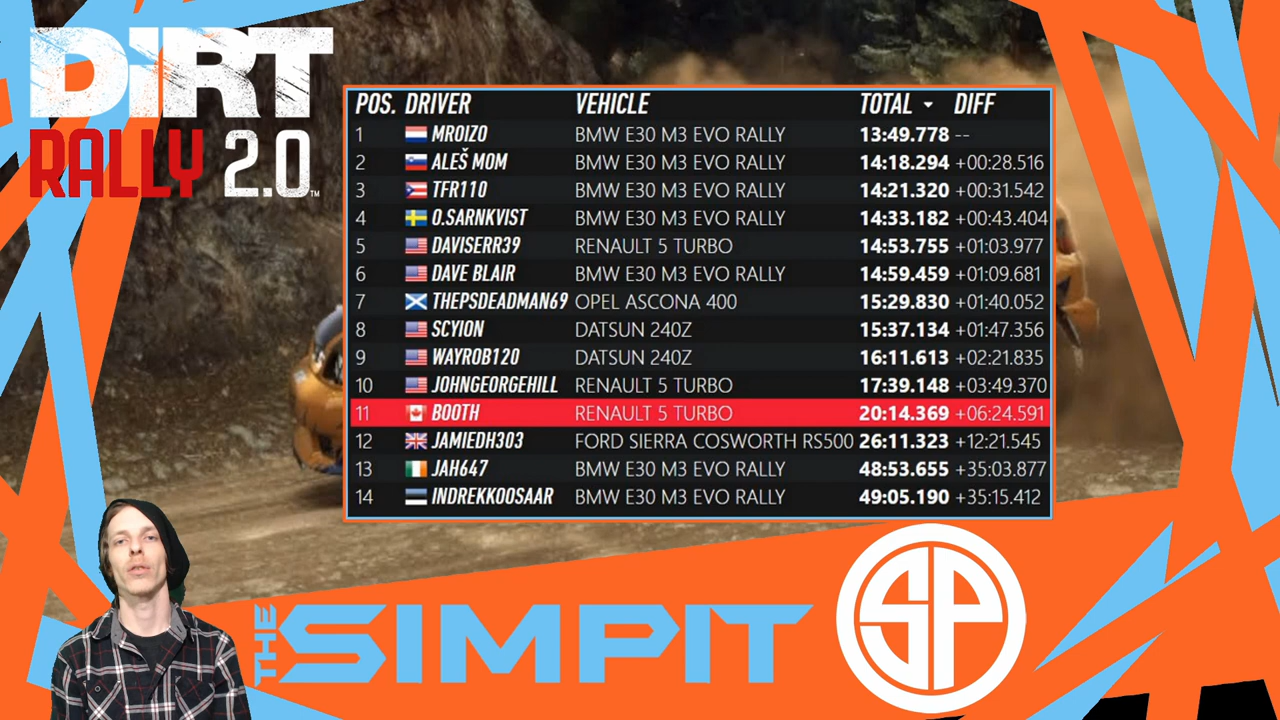 DiRT
RALLY 2.0™
POS. DRIVER VEHICLE TOTAL DIFF
1 MROIZO BMW E30 M3 EVO RALLY 13:49.778 --
2 ALEŠ MOM BMW E30 M3 EVO RALLY 14:18.294 +00:28.516
3 TFR110 BMW E30 M3 EVO RALLY 14:21.320 +00:31.542
4 O.SARNKVIST BMW E30 M3 EVO RALLY 14:33.182 +00:43.404
5 DAVISERR39 RENAULT 5 TURBO 14:53.755 +01:03.977
6 DAVE BLAIR BMW E30 M3 EVO RALLY 14:59.459 +01:09.681
7 THEPSDEADMAN69 OPEL ASCONA 400 15:29.830 +01:40.052
8 SCYION DATSUN 240Z 15:37.134 +01:47.356
9 WAYROB120 DATSUN 240Z 16:11.613 +02:21.835
10 JOHNGEORGEHILL RENAULT 5 TURBO 17:39.148 +03:49.370
11 BOOTH RENAULT 5 TURBO 20:14.369 +06:24.591
12 JAMIEDH303 FORD SIERRA COSWORTH RS500 26:11.323 +12:21.545
13 JAH647 BMW E30 M3 EVO RALLY 48:53.655 +35:03.877
14 INDREKKOOSAAR BMW E30 M3 EVO RALLY 49:05.190 +35:15.412
THE SIMPIT
SP